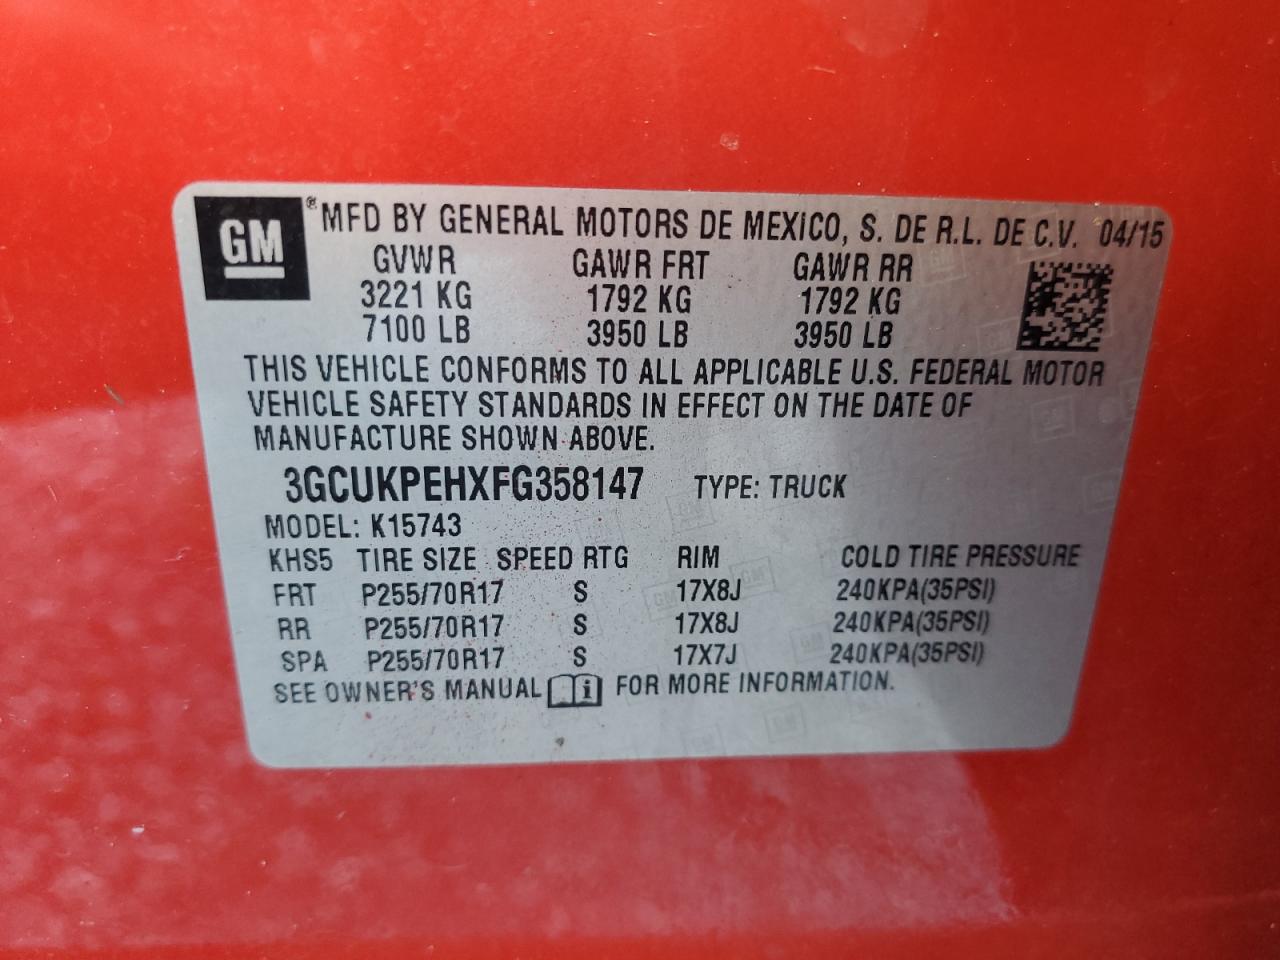 GM ® MFD BY GENERAL MOTORS DE MEXICO, S. DE R.L. DE C.V. 04/15
GVWR GAWR FRT GAWR RR
3221 KG 1792 KG 1792 KG
7100 LB 3950 LB 3950 LB
THIS VEHICLE CONFORMS TO ALL APPLICABLE U.S. FEDERAL MOTOR
VEHICLE SAFETY STANDARDS IN EFFECT ON THE DATE OF
MANUFACTURE SHOWN ABOVE.
3GCUKPEHXFG358147 TYPE: TRUCK
MODEL: K15743
KHS5 TIRE SIZE SPEED RTG RIM COLD TIRE PRESSURE
FRT P255/70R17 S 17X8J 240KPA(35PSI)
RR P255/70R17 S 17X8J 240KPA(35PSI)
SPA P255/70R17 S 17X7J 240KPA(35PSI)
SEE OWNER'S MANUAL i FOR MORE INFORMATION.